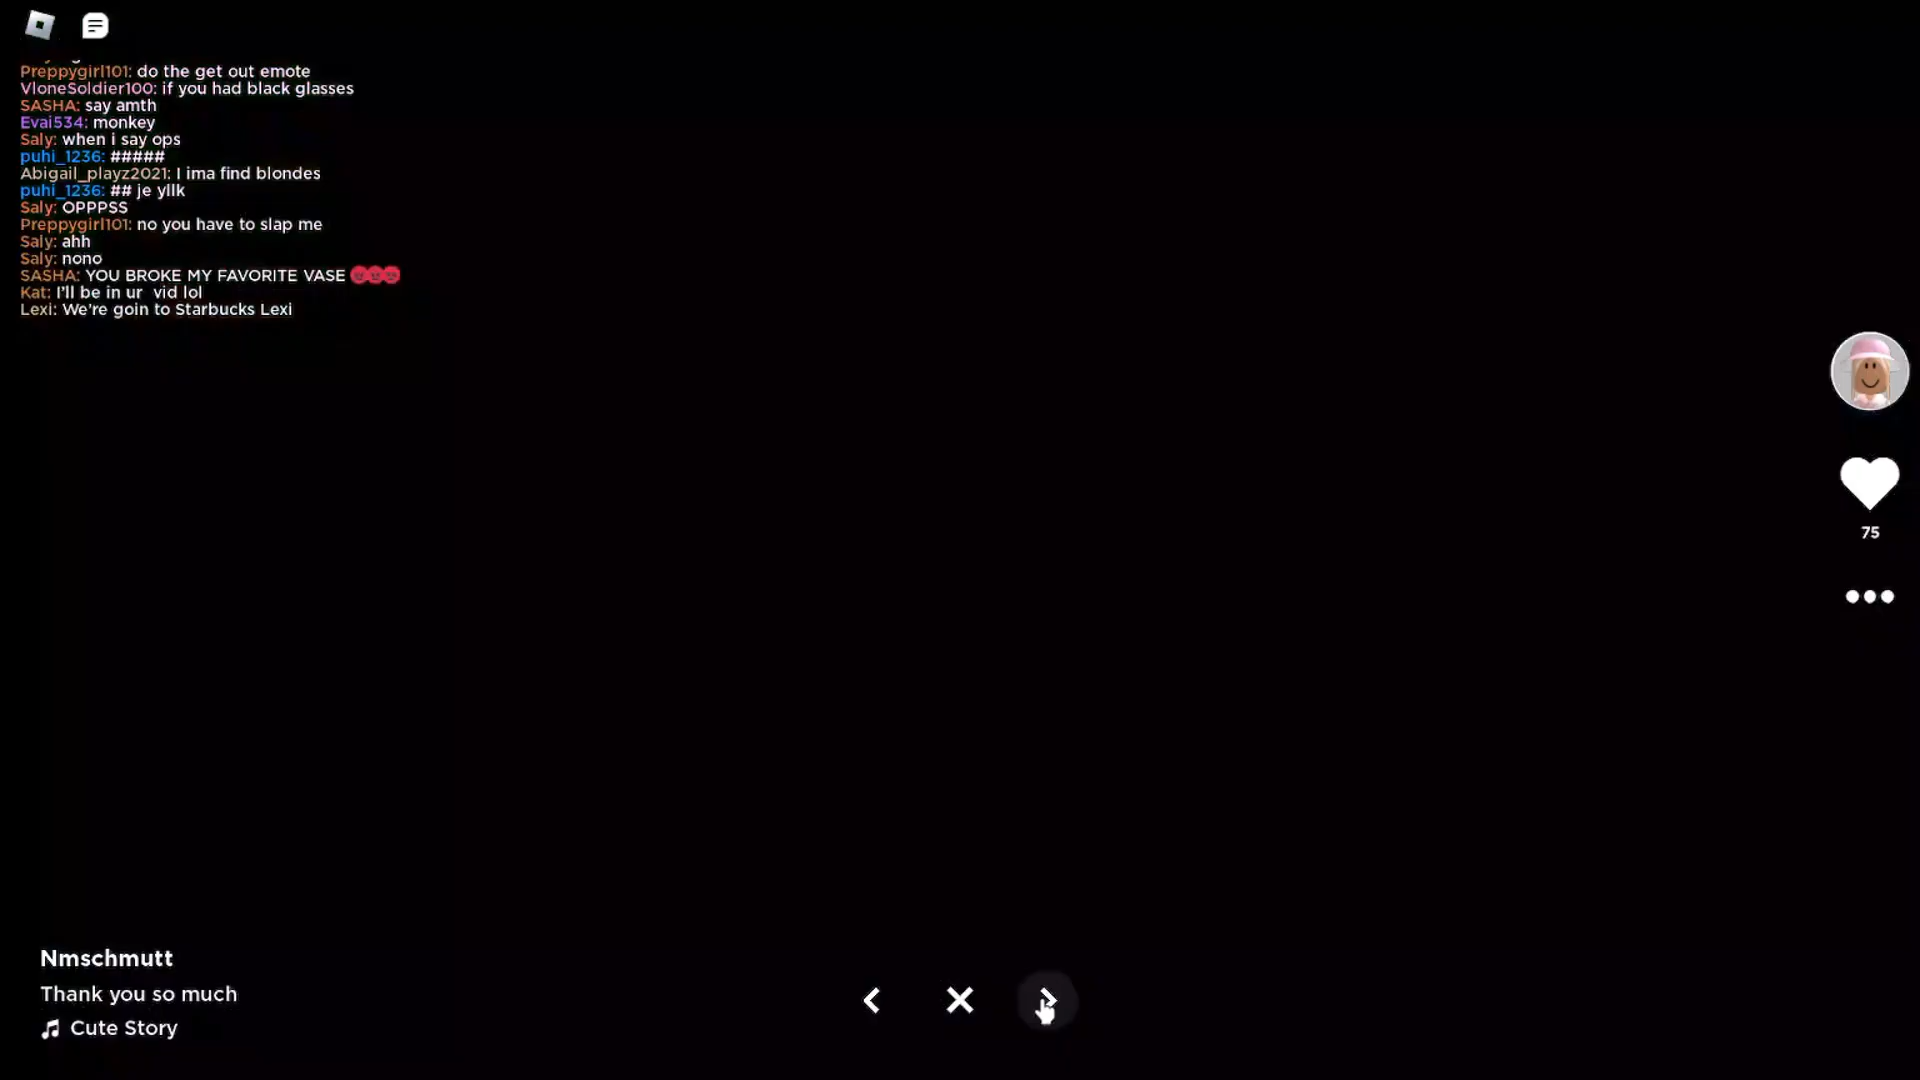 Preppygirl101: do the get out emote
VloneSoldier100: if you had black glasses
SASHA: say amth
Evai534: monkey
Saly: when i say ops
puhi_1236: #####
Abigail_playz2021: I ima find blondes
puhi_1236: ## je yllk
Saly: OPPPSS
Preppygirl101: no you have to slap me
Saly: ahh
Saly: nono
SASHA: YOU BROKE MY FAVORITE VASE
Kat: I'll be in ur  vid lol
Lexi: We're goin to Starbucks Lexi
75
Nmschmutt
Thank you so much
Cute Story